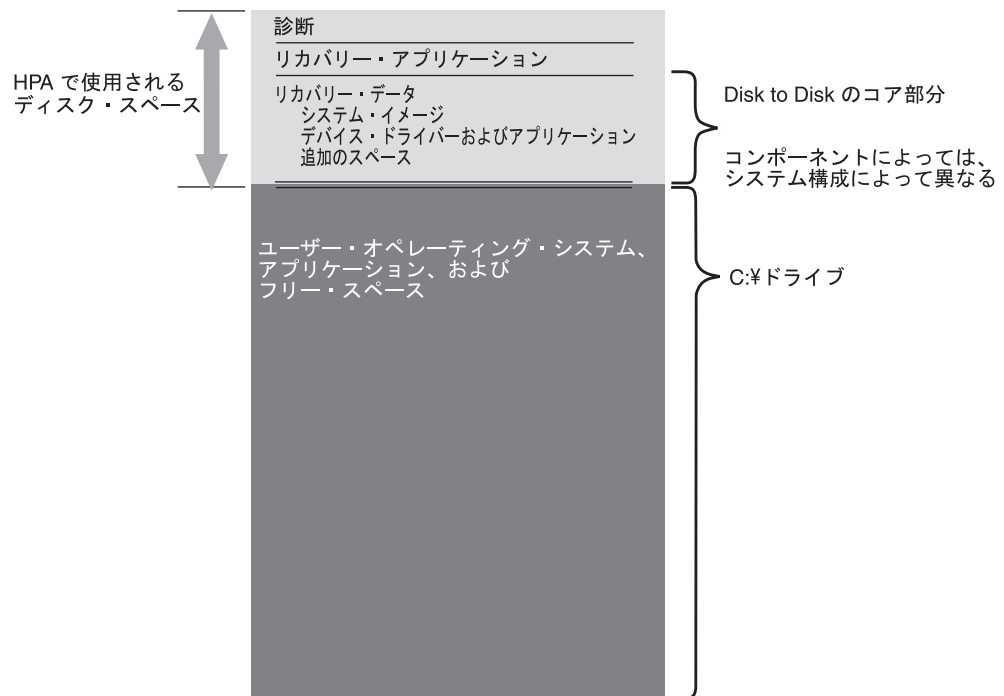 診断
リカバリー・アプリケーション
HPA で使用される
ディスク・スペース
リカバリー・データ
システム・イメージ
デバイス・ドライバーおよびアプリケーション
追加のスペース
Disk to Disk のコア部分
コンポーネントによっては、
システム構成によって異なる
ユーザー・オペレーティング・システム、
アプリケーション、および
フリー・スペース
C:¥ドライブ